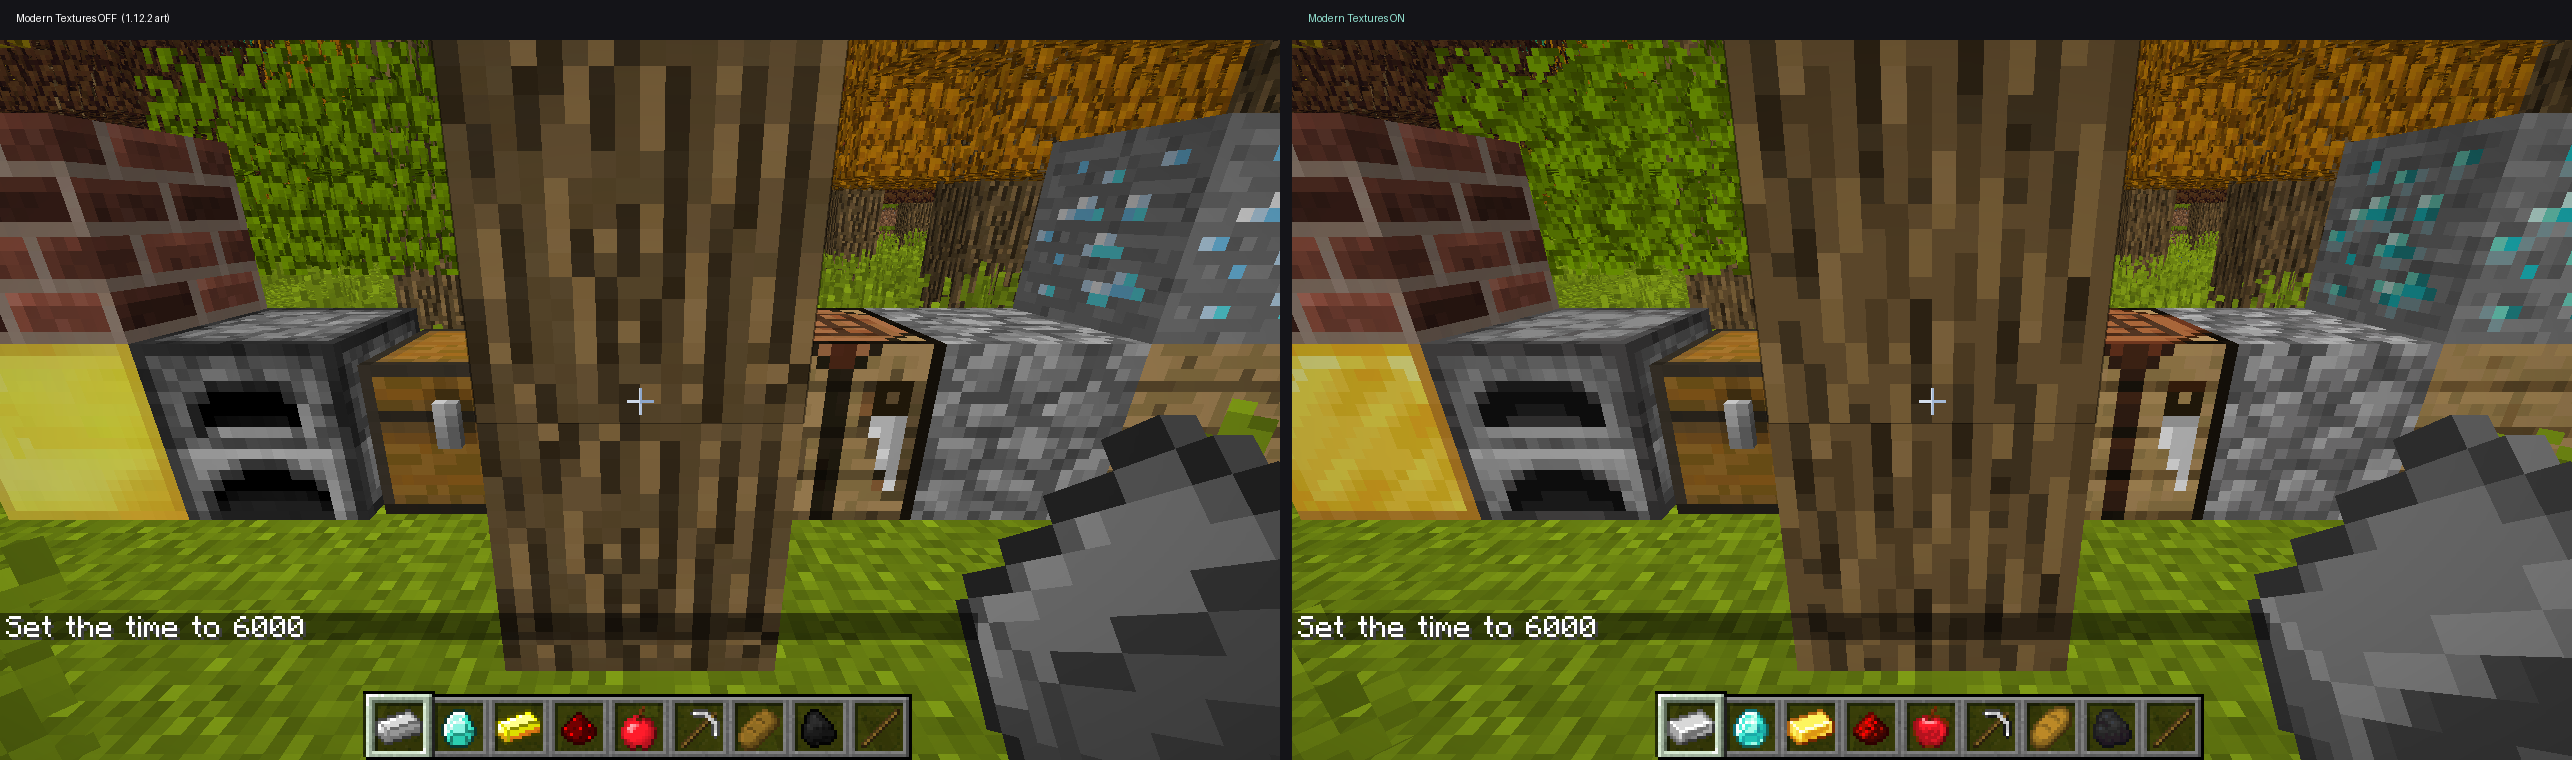 Modern Textures OFF (1.12.2 art)
Modern Textures ON
Set the time to 6000
Set the time to 6000